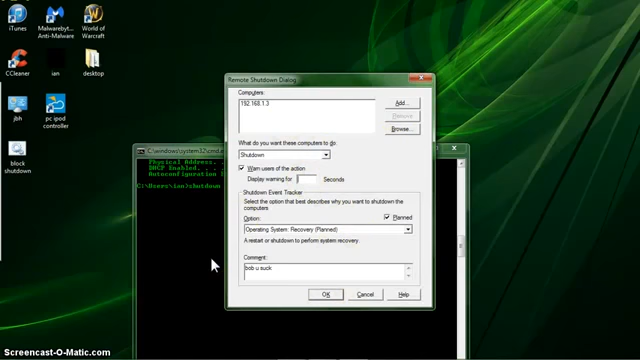 iTunes
Malwarebyt...
Anti-Malware
World of
Warcraft
CCleaner
ian
desktop
jbh
pc ipod
controller
block
shutdown
Remote Shutdown Dialog
Computers:
192.168.1.3
Add...
Remove
Browse...
What do you want these computers to do:
Shutdown
Warn users of the action
Display warning for
Seconds
Shutdown Event Tracker
Select the option that best describes why you want to shutdown the
computers
Option:
Planned
Operating System: Recovery (Planned)
A restart or shutdown to perform system recovery.
Comment:
bob u suck
OK
Cancel
Help
C:\windows\system32\cmd.e
Physical Address. . .
DHCP Enabled. . . .
Autoconfiguration
C:\Users\ian>shutdown
Screencast-O-Matic.com